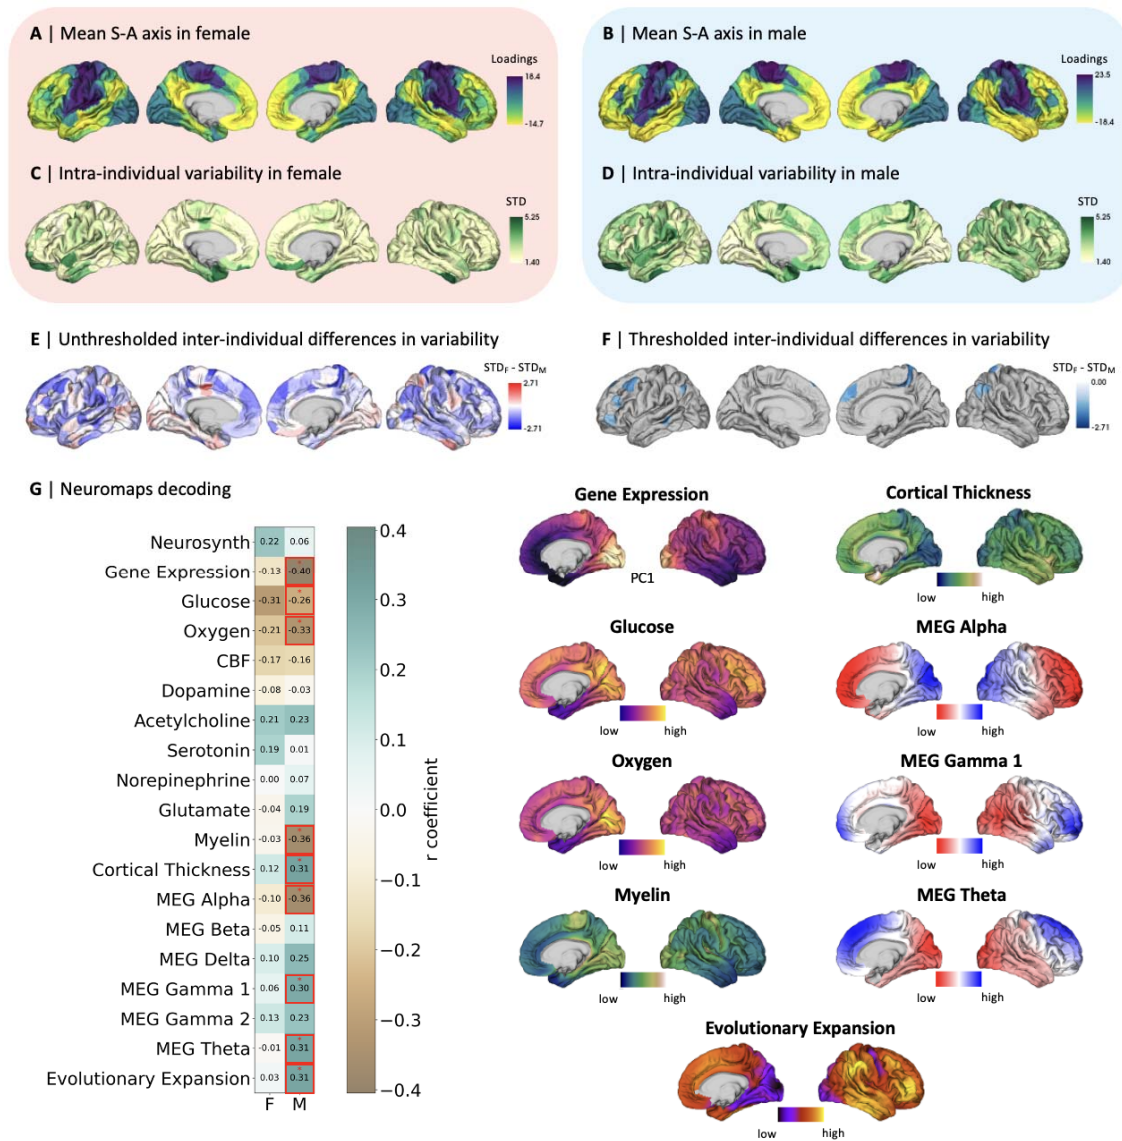 A | Mean S-A axis in female
Loadings
18.4
-14.7
B | Mean S-A axis in male
Loadings
23.5
-18.4
C | Intra-individual variability in female
STD
5.25
1.40
D | Intra-individual variability in male
STD
5.25
1.40
E | Unthresholded inter-individual differences in variability
STDF - STDM
2.71
-2.71
F | Thresholded inter-individual differences in variability
STDF - STDM
0.00
-2.71
G | Neuromaps decoding
Neurosynth 0.22 0.06
Gene Expression -0.13 -0.40
Glucose -0.31 -0.26
Oxygen -0.21 -0.33
CBF -0.17 -0.16
Dopamine -0.08 -0.03
Acetylcholine 0.21 0.23
Serotonin 0.19 0.01
Norepinephrine 0.00 0.07
Glutamate -0.04 0.19
Myelin -0.03 -0.36
Cortical Thickness 0.12 0.31
MEG Alpha -0.10 -0.36
MEG Beta -0.05 0.11
MEG Delta 0.10 0.25
MEG Gamma 1 0.06 0.30
MEG Gamma 2 0.13 0.23
MEG Theta -0.01 0.31
Evolutionary Expansion 0.03 0.31
F M
0.4
0.3
0.2
0.1
0.0
−0.1
−0.2
−0.3
−0.4
r coefficient
Gene Expression
PC1
Cortical Thickness
low high
Glucose
low high
MEG Alpha
low high
Oxygen
low high
MEG Gamma 1
low high
Myelin
low high
MEG Theta
low high
Evolutionary Expansion
low high